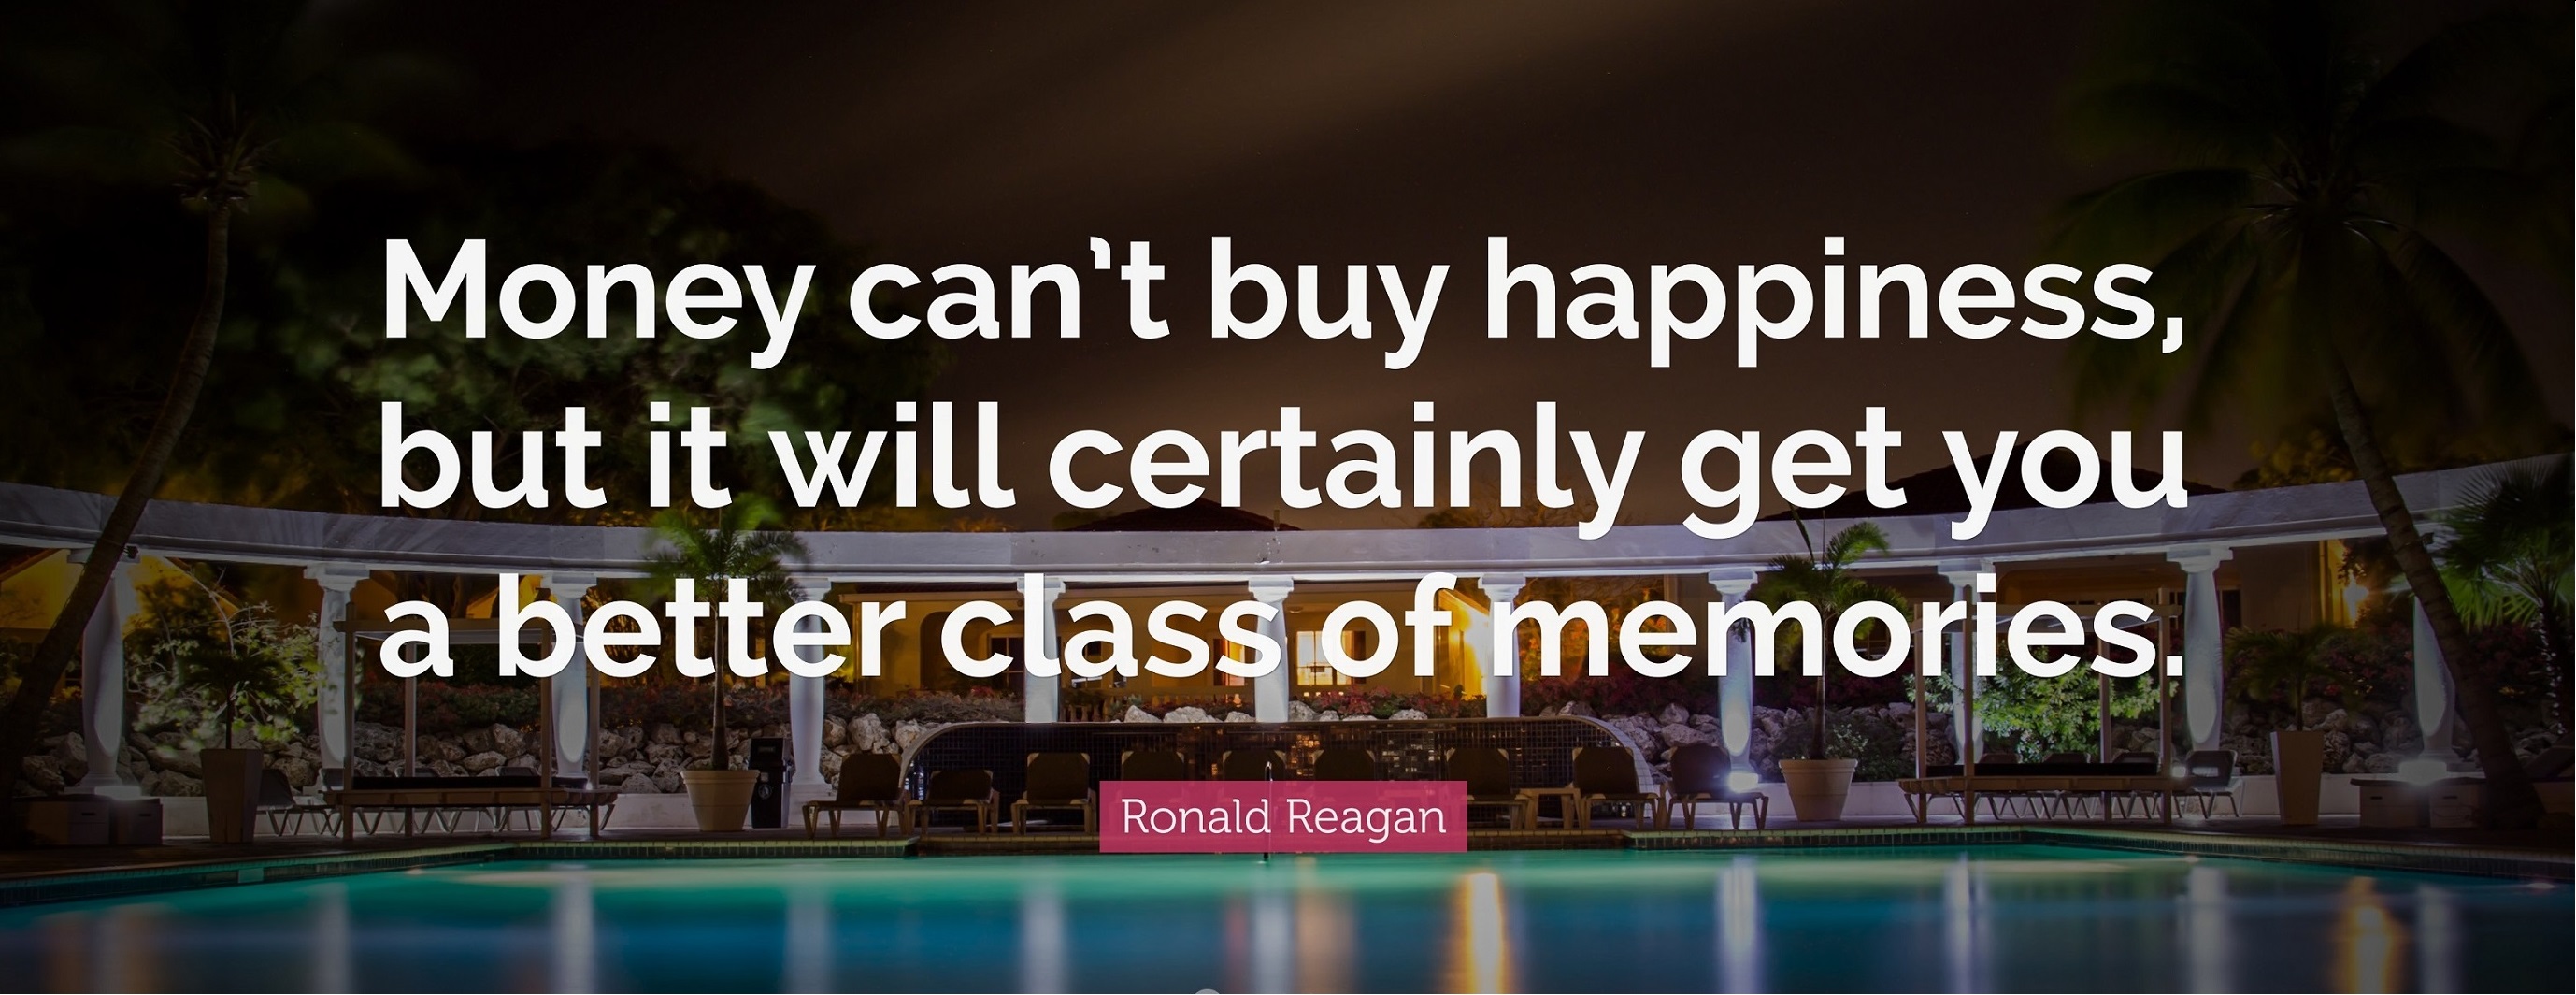 Money can’t buy happiness,
but it will certainly get you
a better class of memories.
Ronald Reagan